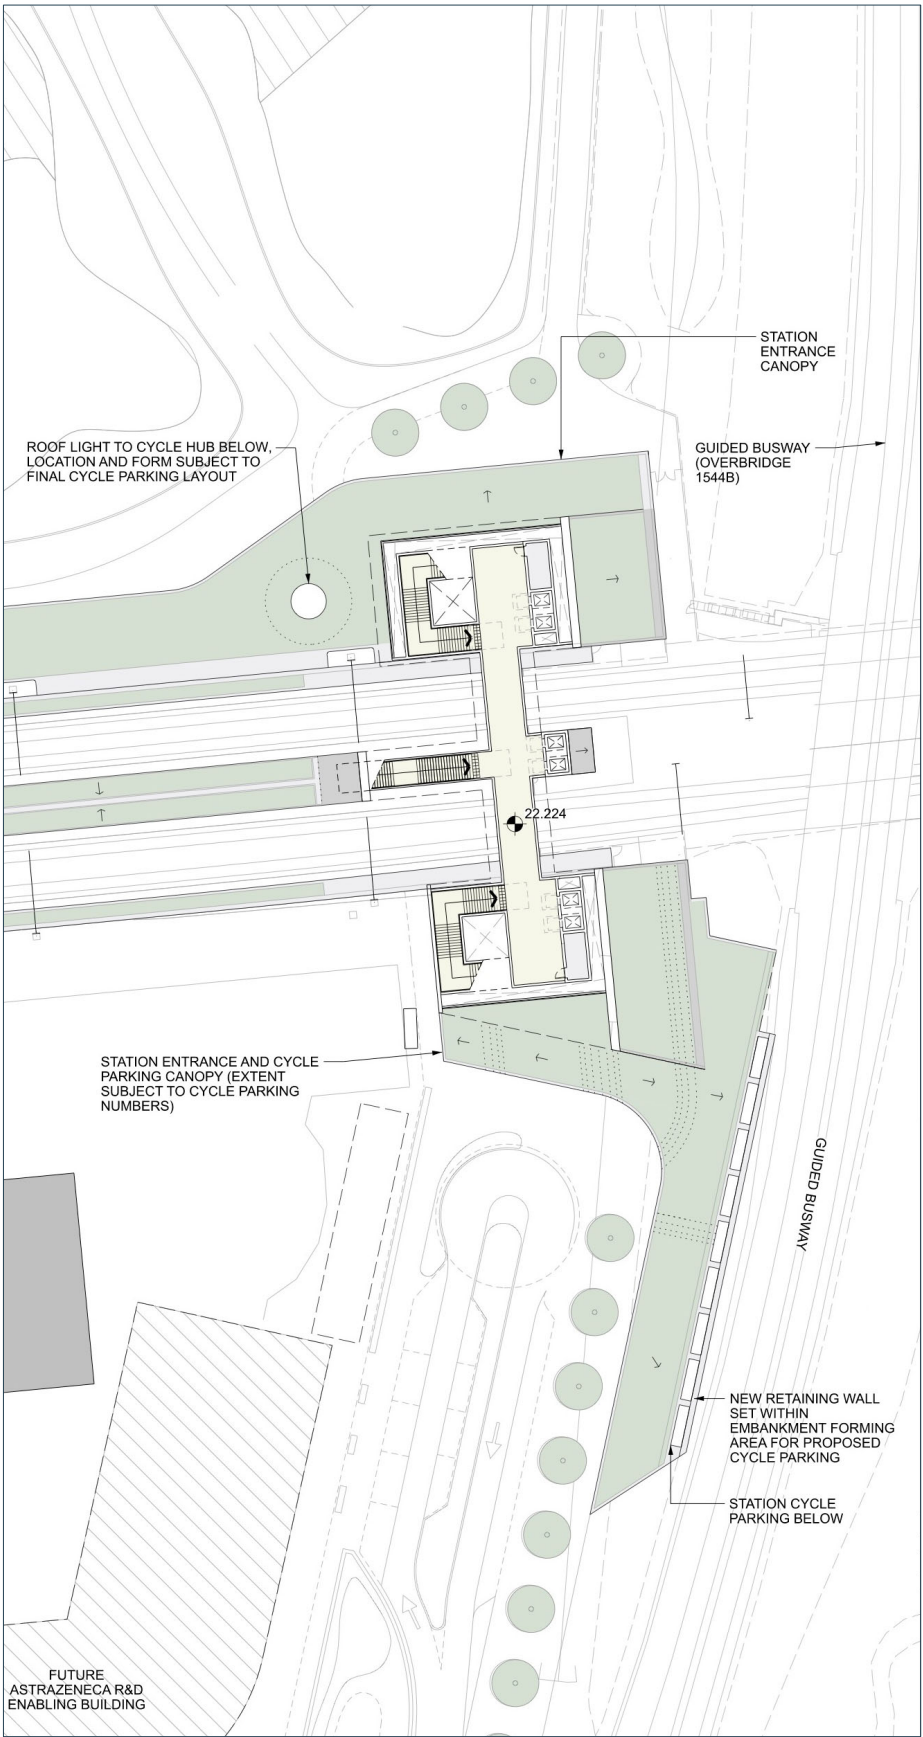 STATION
ENTRANCE
CANOPY
ROOF LIGHT TO CYCLE HUB BELOW,
LOCATION AND FORM SUBJECT TO
FINAL CYCLE PARKING LAYOUT
GUIDED BUSWAY
(OVERBRIDGE
1544B)
22.224
STATION ENTRANCE AND CYCLE
PARKING CANOPY (EXTENT
SUBJECT TO CYCLE PARKING
NUMBERS)
GUIDED BUSWAY
NEW RETAINING WALL
SET WITHIN
EMBANKMENT FORMING
AREA FOR PROPOSED
CYCLE PARKING
STATION CYCLE
PARKING BELOW
FUTURE
ASTRAZENECA R&D
ENABLING BUILDING